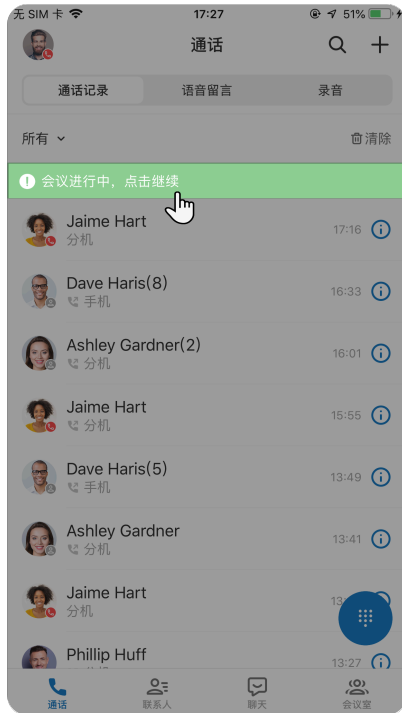 无 SIM 卡 17:27 51%
通话
通话记录 语音留言 录音
所有 清除
会议进行中，点击继续
Jaime Hart
分机 17:16
Dave Haris(8)
手机 16:33
Ashley Gardner(2)
分机 16:01
Jaime Hart
分机 15:55
Dave Haris(5)
手机 13:49
Ashley Gardner
分机 13:41
Jaime Hart
分机
Phillip Huff
13:27
通话 联系人 聊天 会议室